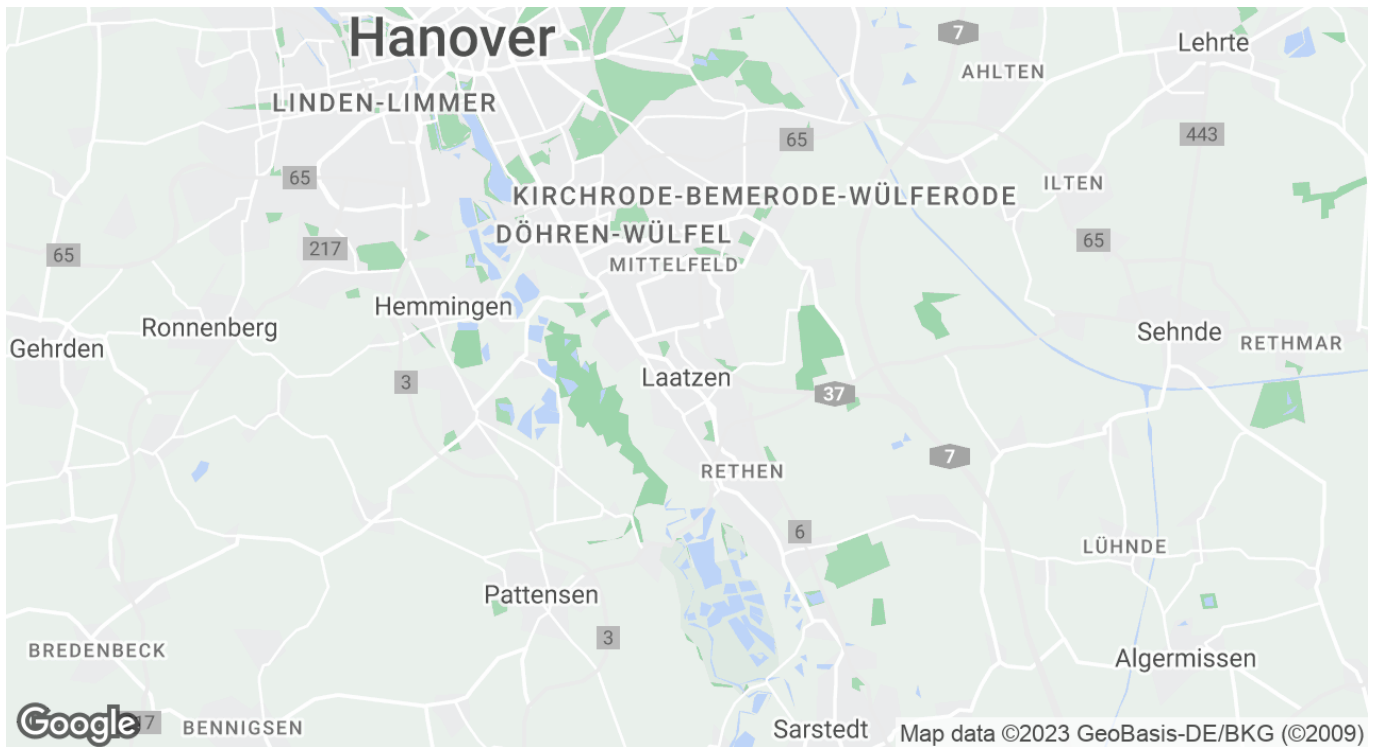 Hanover
7
Lehrte
AHLTEN
LINDEN-LIMMER
65
443
65
ILTEN
KIRCHRODE-BEMERODE-WÜLFERODE
DÖHREN-WÜLFEL
217
65
65
MITTELFELD
Hemmingen
Ronnenberg
Sehnde
RETHMAR
Gehrden
Laatzen
3
37
7
RETHEN
6
LÜHNDE
Pattensen
3
BREDENBECK
Algermissen
Google
17
BENNIGSEN
Sarstedt
Map data ©2023 GeoBasis-DE/BKG (©2009)